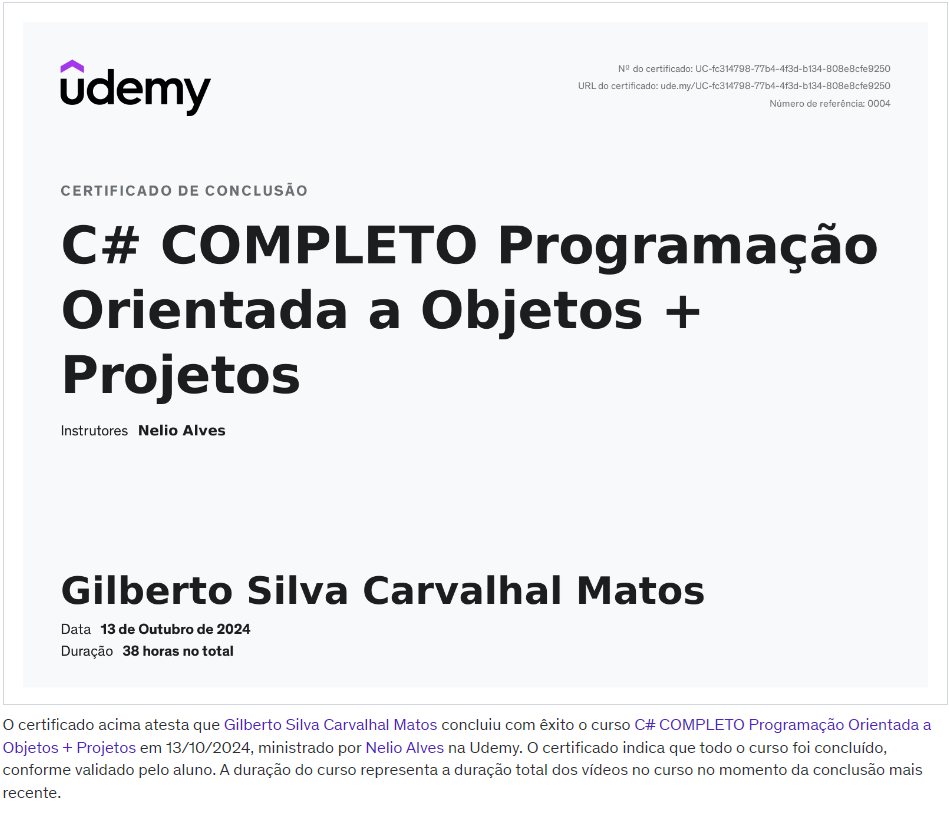 udemy
Nº do certificado: UC-fc314798-77b4-4f3d-b134-808e8cfe9250
URL do certificado: ude.my/UC-fc314798-77b4-4f3d-b134-808e8cfe9250
Número de referência: 0004
CERTIFICADO DE CONCLUSÃO
C# COMPLETO Programação
Orientada a Objetos +
Projetos
Instrutores Nelio Alves
Gilberto Silva Carvalhal Matos
Data 13 de Outubro de 2024
Duração 38 horas no total
O certificado acima atesta que Gilberto Silva Carvalhal Matos concluiu com êxito o curso C# COMPLETO Programação Orientada a
Objetos + Projetos em 13/10/2024, ministrado por Nelio Alves na Udemy. O certificado indica que todo o curso foi concluído,
conforme validado pelo aluno. A duração do curso representa a duração total dos vídeos no curso no momento da conclusão mais
recente.